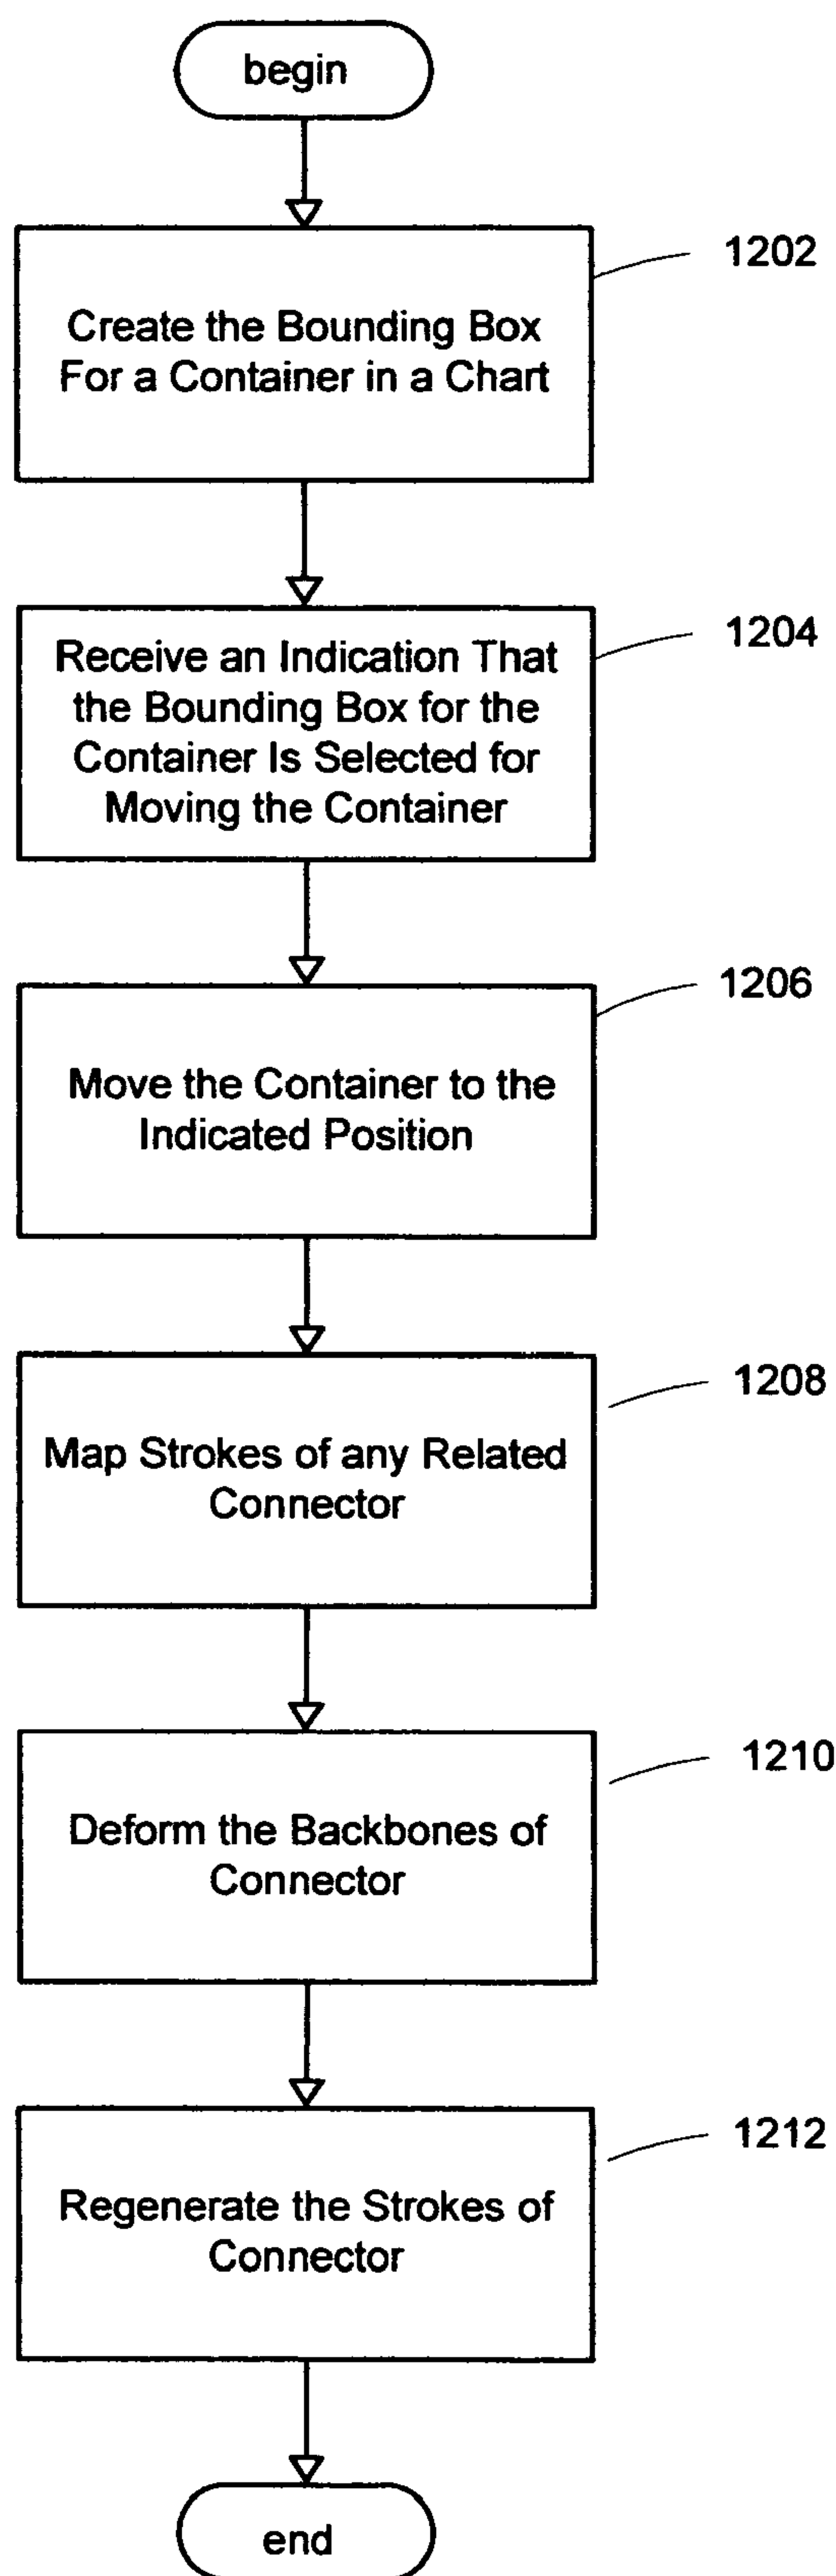 begin
1202
Create the Bounding Box
For a Container in a Chart
1204
Receive an Indication That
the Bounding Box for the
Container Is Selected for
Moving the Container
1206
Move the Container to the
Indicated Position
1208
Map Strokes of any Related
Connector
1210
Deform the Backbones of
Connector
1212
Regenerate the Strokes of
Connector
end